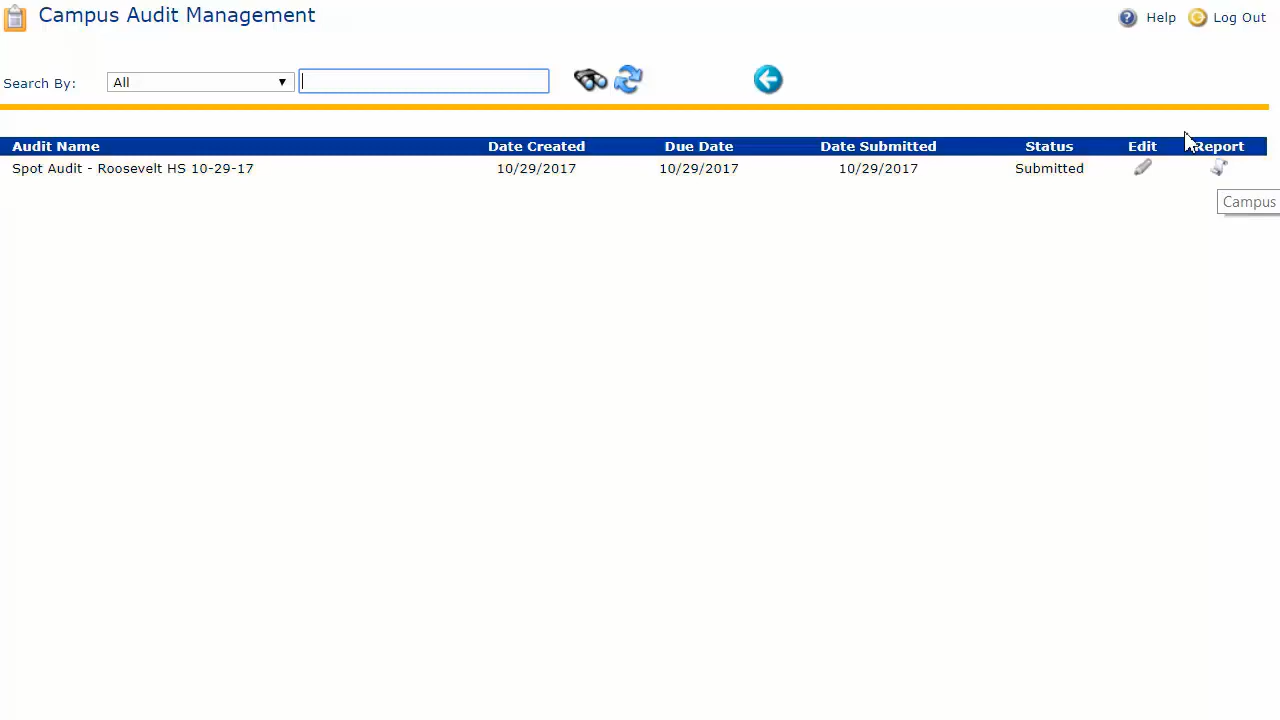 Campus Audit Management
Help
Log Out
Search By:
All
Audit Name Date Created Due Date Date Submitted Status Edit Report
Spot Audit - Roosevelt HS 10-29-17 10/29/2017 10/29/2017 10/29/2017 Submitted
Campus